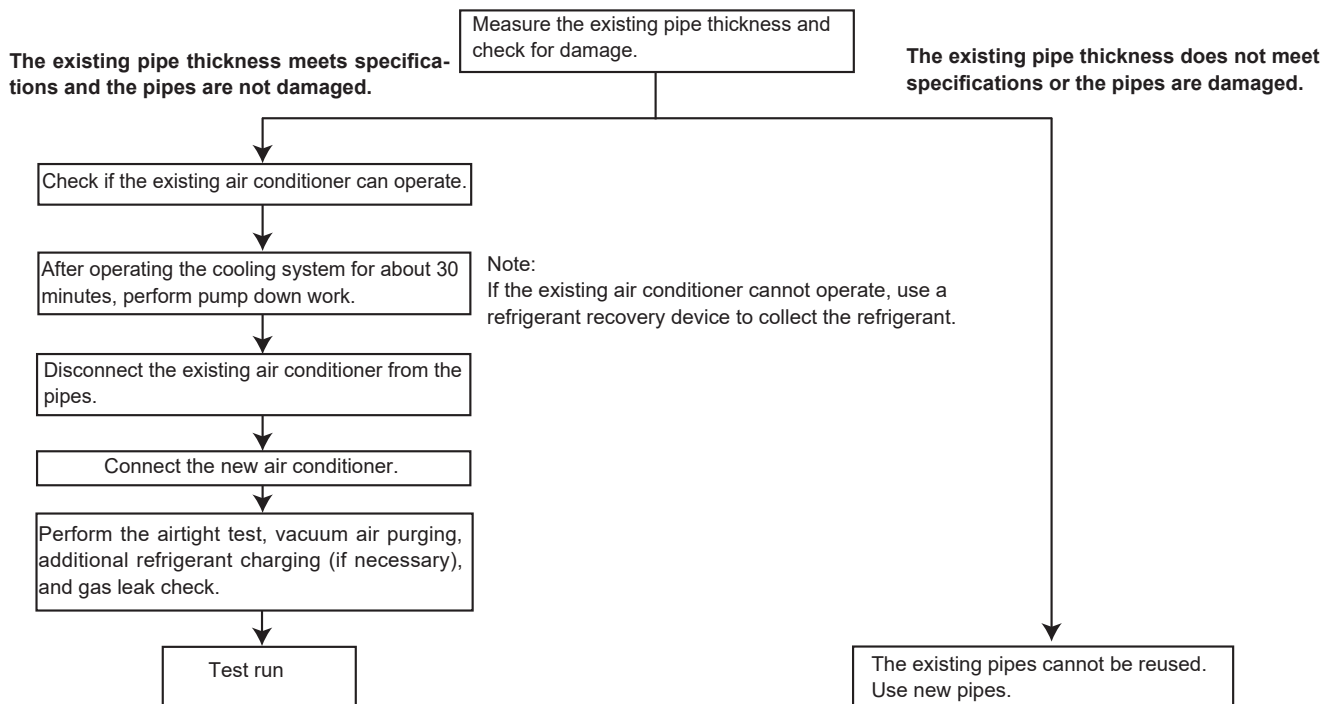 Measure the existing pipe thickness and
check for damage.
The existing pipe thickness meets specifica-
tions and the pipes are not damaged.
The existing pipe thickness does not meet
specifications or the pipes are damaged.
Check if the existing air conditioner can operate.
After operating the cooling system for about 30
minutes, perform pump down work.
Note:
If the existing air conditioner cannot operate, use a
refrigerant recovery device to collect the refrigerant.
Disconnect the existing air conditioner from the
pipes.
Connect the new air conditioner.
Perform the airtight test, vacuum air purging,
additional refrigerant charging (if necessary),
and gas leak check.
Test run
The existing pipes cannot be reused.
Use new pipes.